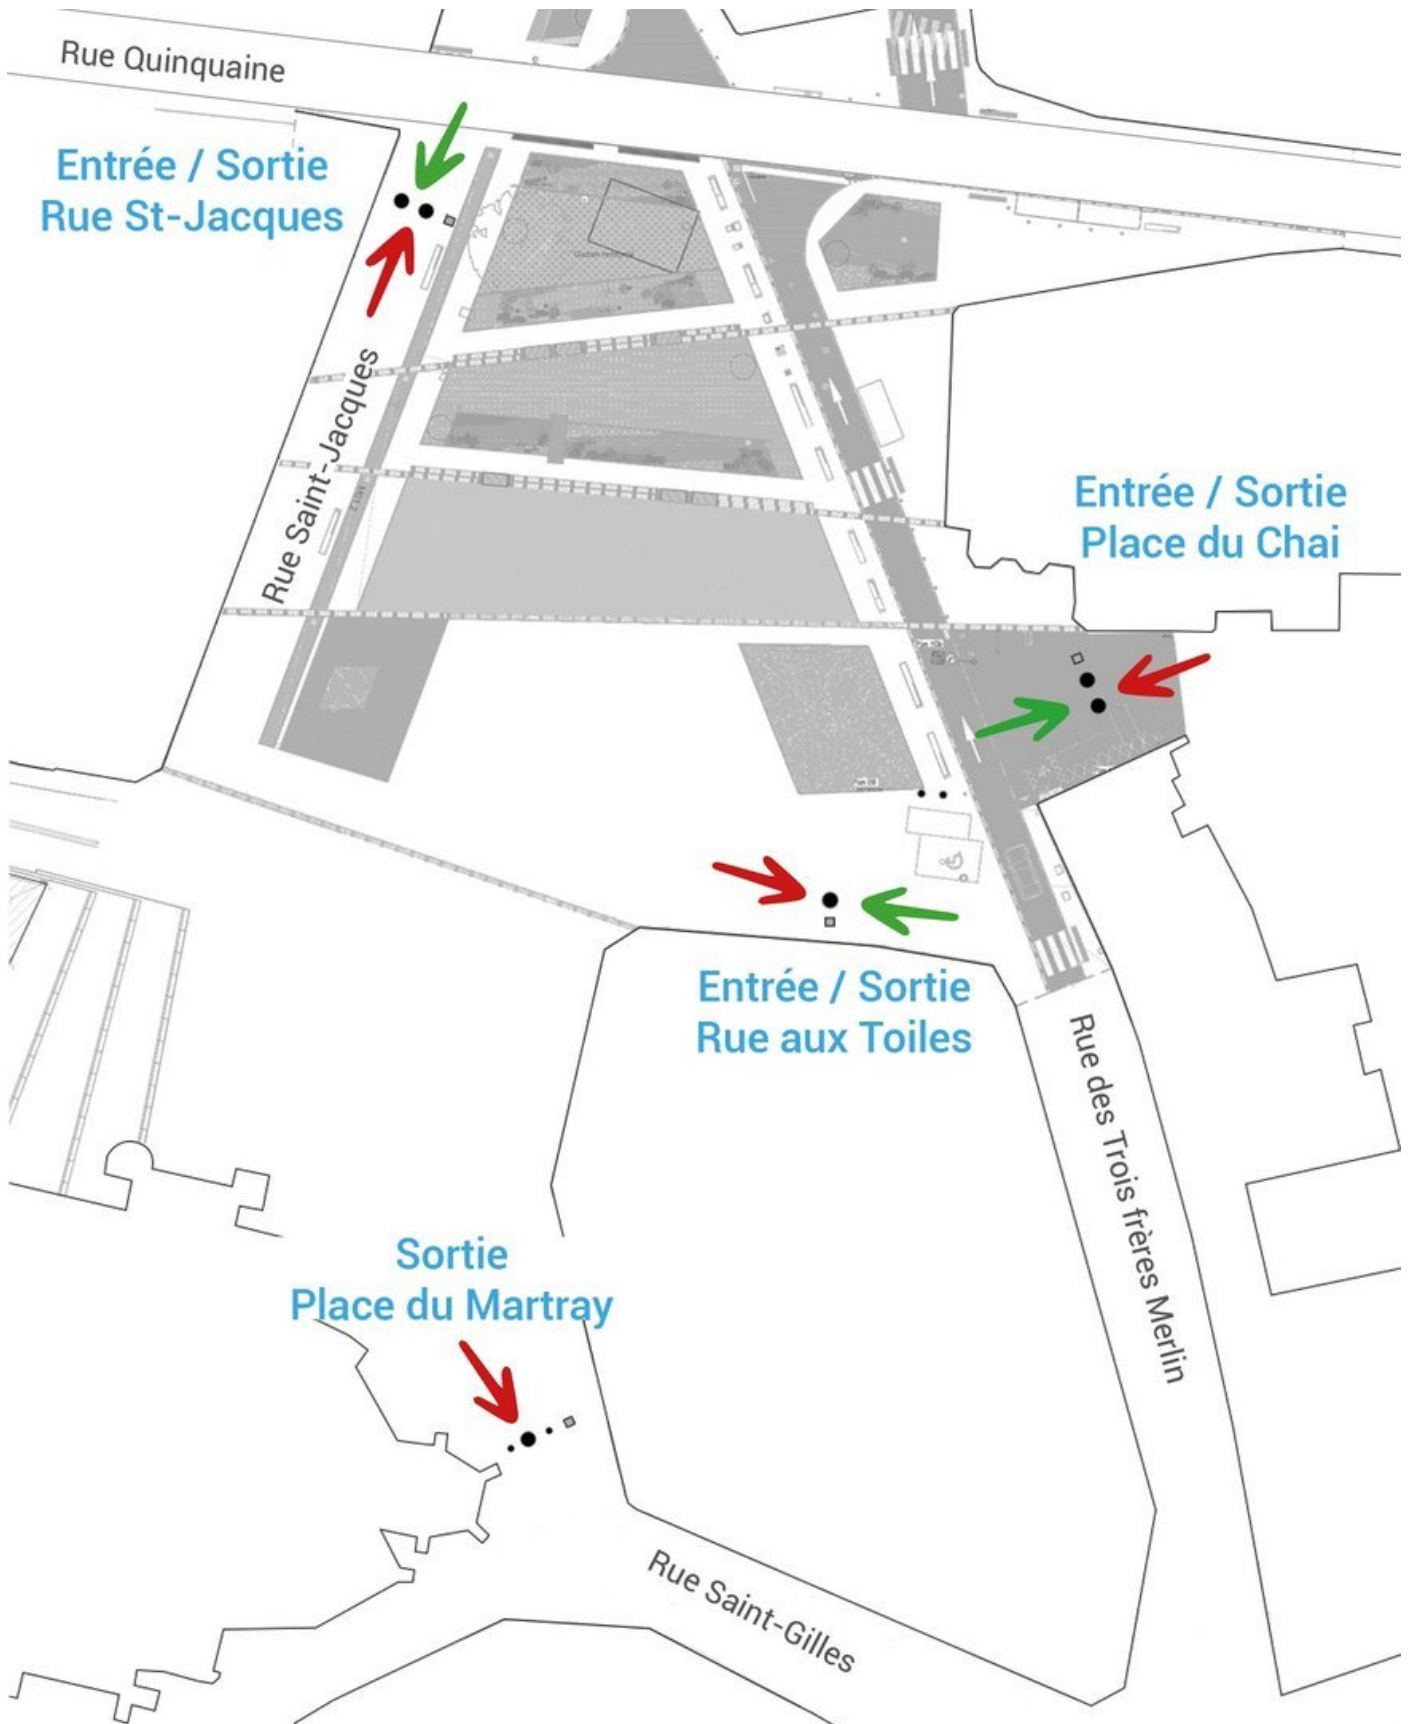 Rue Quinquaine
Entrée / Sortie
Rue St-Jacques
Rue Saint-Jacques
Entrée / Sortie
Place du Chai
Entrée / Sortie
Rue aux Toiles
Rue des Trois frères Merlin
Sortie
Place du Martray
Rue Saint-Gilles